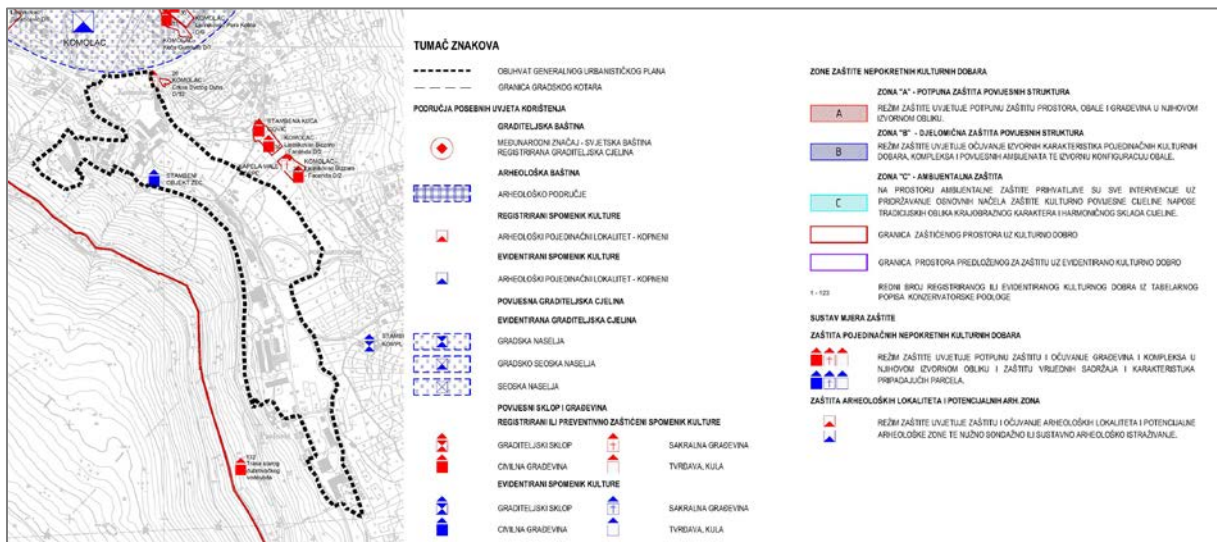 KOMOLAC
KOMOLAC
KOMOLAC
STAMBENA KUĆA
KOMOLAC -
KOMOLAC -
STAMBENI
OBJEKT ZEC
132
Trasa starog
TUMAČ ZNAKOVA
OBUHVAT GENERALNOG URBANISTIČKOG PLANA
GRANICA GRADSKOG KOTARA
PODRUČJA POSEBNIH UVJETA KORIŠTENJA
GRADITELJSKA BAŠTINA
MEĐUNARODNI ZNAČAJ - SVJETSKA BAŠTINA
REGISTRIRANA GRADITELJSKA CJELINA
ARHEOLOŠKA BAŠTINA
ARHEOLOŠKO PODRUČJE
REGISTRIRANI SPOMENIK KULTURE
ARHEOLOŠKI POJEDINAČNI LOKALITET - KOPNENI
EVIDENTIRANI SPOMENIK KULTURE
ARHEOLOŠKI POJEDINAČNI LOKALITET - KOPNENI
POVIJESNA GRADITELJSKA CJELINA
EVIDENTIRANA GRADITELJSKA CJELINA
GRADSKA NASELJA
GRADSKO SEOSKA NASELJA
SEOSKA NASELJA
POVIJESNI SKLOP I GRAĐEVINA
REGISTRIRANI ILI PREVENTIVNO ZAŠTIĆENI SPOMENIK KULTURE
GRADITELJSKI SKLOP
SAKRALNA GRAĐEVINA
CIVILNA GRAĐEVINA
TVRĐAVA, KULA
EVIDENTIRANI SPOMENIK KULTURE
GRADITELJSKI SKLOP
SAKRALNA GRAĐEVINA
CIVILNA GRAĐEVINA
TVRĐAVA, KULA
ZONE ZAŠTITE NEPOKRETNIH KULTURNIH DOBARA
ZONA "A" - POTPUNA ZAŠTITA POVIJESNIH STRUKTURA
A
REŽIM ZAŠTITE UVJETUJE POTPUNU ZAŠTITU PROSTORA, OBALE I GRAĐEVINA U NJIHOVOM
IZVORNOM OBLIKU.
ZONA "B" - DJELOMIČNA ZAŠTITA POVIJESNIH STRUKTURA
B
REŽIM ZAŠTITE UVJETUJE OČUVANJE IZVORNIH KARAKTERISTIKA POJEDINAČNIH KULTURNIH
DOBARA, KOMPLEKSA I POVIJESNIH AMBIJENATA TE IZVORNU KONFIGURACIJU OBALE.
ZONA "C" - AMBIJENTALNA ZAŠTITA
C
NA PROSTORU AMBIJENTALNE ZAŠTITE PRIHVATLJIVE SU SVE INTERVENCIJE UZ
PRIDRŽAVANJE OSNOVNIH NAČELA ZAŠTITE KULTURNO POVIJESNE CIJELINE NAPOSE
TRADICIJSKIH OBLIKA KRAJOBRAZNOG KARAKTERA I HARMONIČNOG SKLADA CIJELINE.
GRANICA ZAŠTIĆENOG PROSTORA UZ KULTURNO DOBRO
GRANICA PROSTORA PREDLOŽENOG ZA ZAŠTITU UZ EVIDENTIRANO KULTURNO DOBRO
1 - 123
REDNI BROJ REGISTRIRANOG ILI EVIDENTIRANOG KULTURNOG DOBRA IZ TABELARNOG
POPISA KONZERVATORSKE PODLOGE
SUSTAV MJERA ZAŠTITE
ZAŠTITA POJEDINAČNIH NEPOKRETNIH KULTURNIH DOBARA
REŽIM ZAŠTITE UVJETUJE POTPUNU ZAŠTITU I OČUVANJE GRAĐEVINA I KOMPLEKSA U
NJIHOVOM IZVORNOM OBLIKU I ZAŠTITU VRIJEDNIH SADRŽAJA I KARAKTERISTUKA
PRIPADAJUĆIH PARCELA.
ZAŠTITA ARHEOLOŠKIH LOKALITETA I POTENCIJALNIH ARH. ZONA
REŽIM ZAŠTITE UVJETUJE ZAŠTITU I OČUVANJE ARHEOLOŠKIH LOKALITETA I POTENCIJALNE
ARHEOLOŠKE ZONE TE NUŽNO SONDAŽNO ILI SUSTAVNO ARHEOLOŠKO ISTRAŽIVANJE.